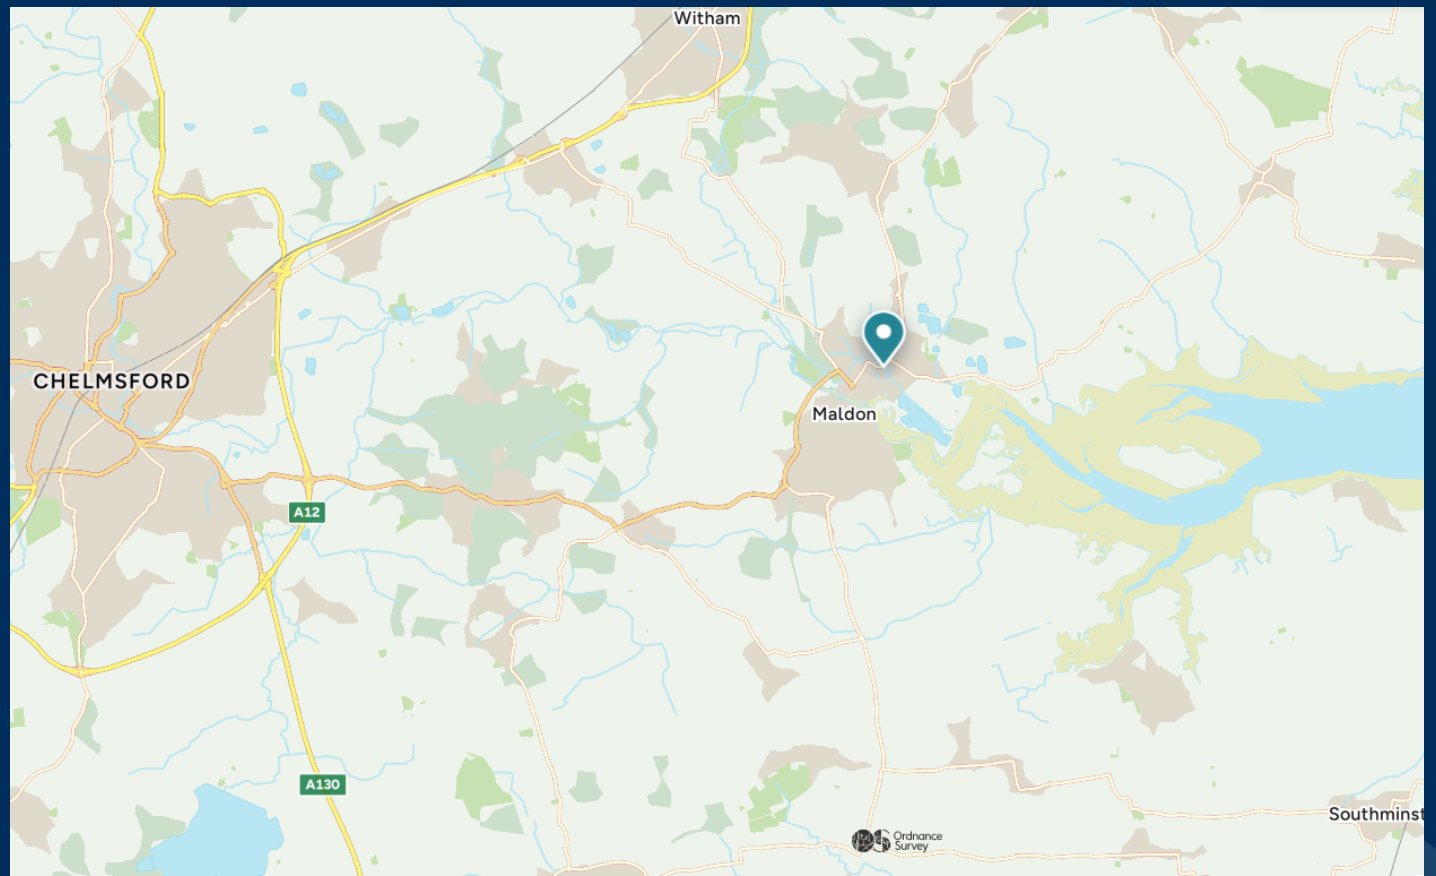 Witham
CHELMSFORD
Maldon
A12
A130
Southminst
Ordnance
Survey